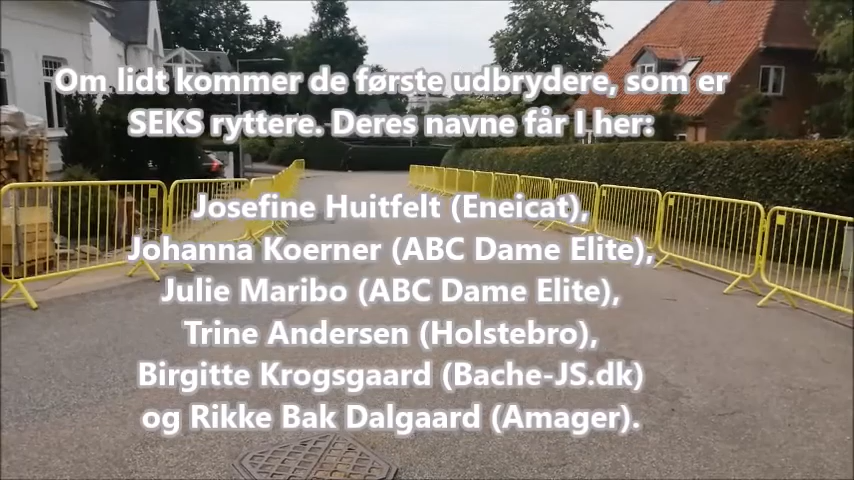 Om lidt kommer de første udbrydere, som er
SEKS ryttere. Deres navne får I her:
Josefine Huitfelt (Eneicat),
Johanna Koerner (ABC Dame Elite),
Julie Maribo (ABC Dame Elite),
Trine Andersen (Holstebro),
Birgitte Krogsgaard (Bache-JS.dk)
og Rikke Bak Dalgaard (Amager).